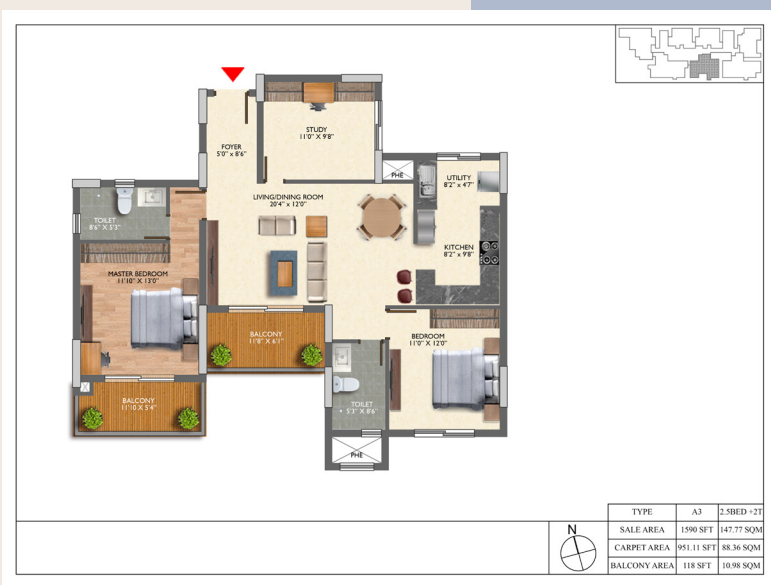 STUDY
11'0" X 9'8"
FOYER
5'0" x 8'6"
PHE
UTILITY
8'2" x 4'7"
LIVING/DINING ROOM
20'4" x 12'0"
TOILET
8'6" X 5'3"
KITCHEN
8'2" x 9'8"
MASTER BEDROOM
11'10" X 13'0"
BALCONY
11'8" X 6'1"
BEDROOM
11'0" X 12'0"
BALCONY
11'10 X 5'4"
TOILET
5'3" X 8'6"
PHE
N
TYPE A3 2.5BED +2T
SALE AREA 1590 SFT 147.77 SQM
CARPET AREA 951.11 SFT 88.36 SQM
BALCONY AREA 118 SFT 10.98 SQM